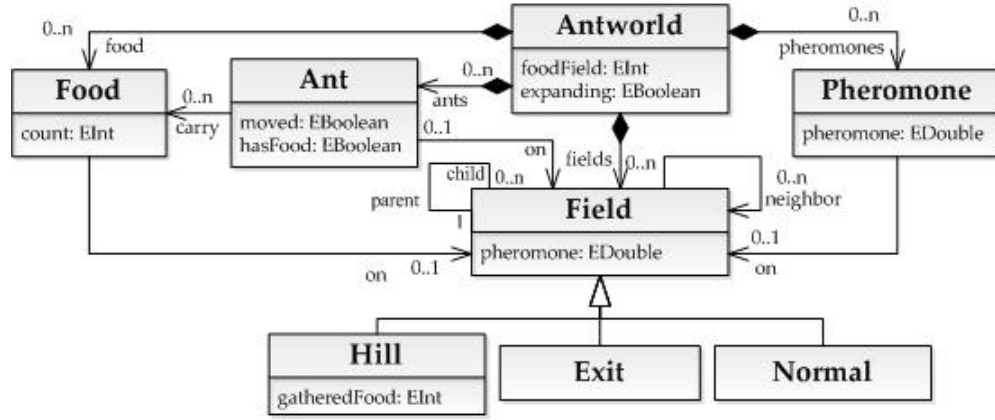 0..n
food
Antworld
foodField: EInt
expanding: EBoolean
0..n
pheromones
Food
count: EInt
0..n
carry
Ant
moved: EBoolean
hasFood: EBoolean
0..n
ants
Pheromone
pheromone: EDouble
0..1
on
fields
0..n
child
0..n
parent
1
Field
pheromone: EDouble
0..n
neighbor
on
0..1
0..1
on
Hill
gatheredFood: EInt
Exit
Normal